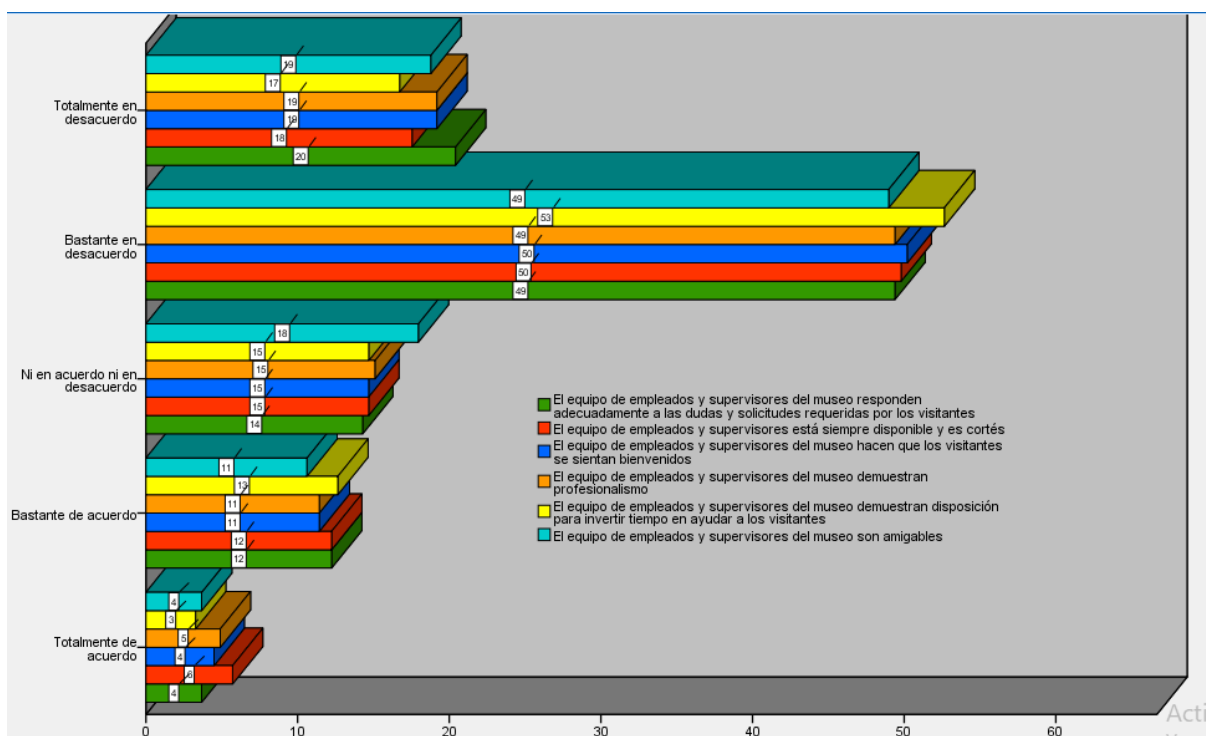 19
17
19
19
18
20
Totalmente en
desacuerdo
49
53
49
50
50
49
Bastante en
desacuerdo
18
15
15
15
15
14
Ni en acuerdo ni en
desacuerdo
11
13
11
11
12
12
Bastante de acuerdo
4
3
5
4
6
4
Totalmente de
acuerdo
El equipo de empleados y supervisores del museo responden
adecuadamente a las dudas y solicitudes requeridas por los visitantes
El equipo de empleados y supervisores está siempre disponible y es cortés
El equipo de empleados y supervisores del museo hacen que los visitantes
se sientan bienvenidos
El equipo de empleados y supervisores del museo demuestran
profesionalismo
El equipo de empleados y supervisores del museo demuestran disposición
para invertir tiempo en ayudar a los visitantes
El equipo de empleados y supervisores del museo son amigables
0 10 20 30 40 50 60
Acti